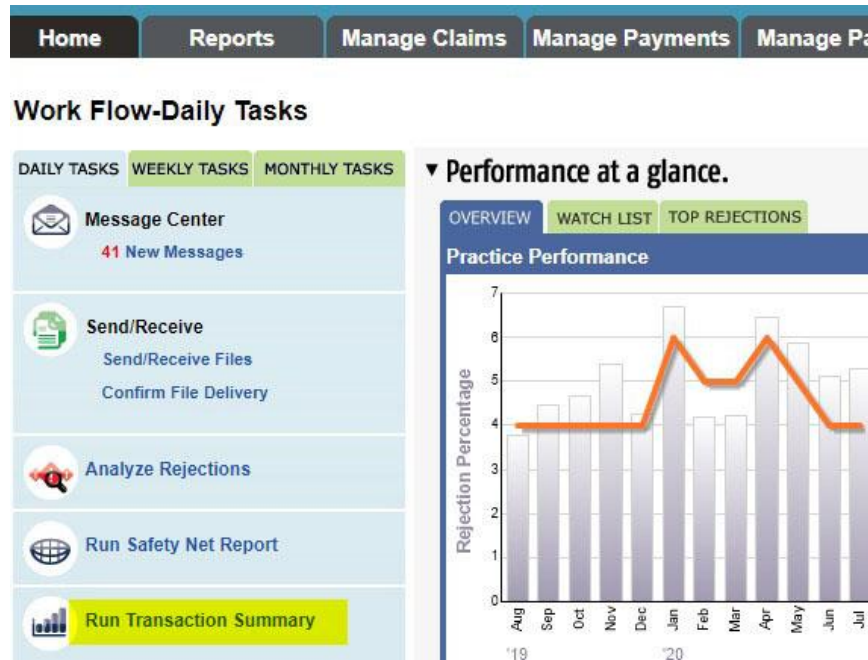 Home Reports Manage Claims Manage Payments Manage Pa
Work Flow-Daily Tasks
DAILY TASKS WEEKLY TASKS MONTHLY TASKS
Message Center
41 New Messages
Send/Receive
Send/Receive Files
Confirm File Delivery
Analyze Rejections
Run Safety Net Report
Run Transaction Summary
▼ Performance at a glance.
OVERVIEW WATCH LIST TOP REJECTIONS
Practice Performance
Rejection Percentage
7
6
5
4
3
2
1
0
Aug Sep Oct Nov Dec Jan Feb Mar Apr May Jun Jul
'19 '20